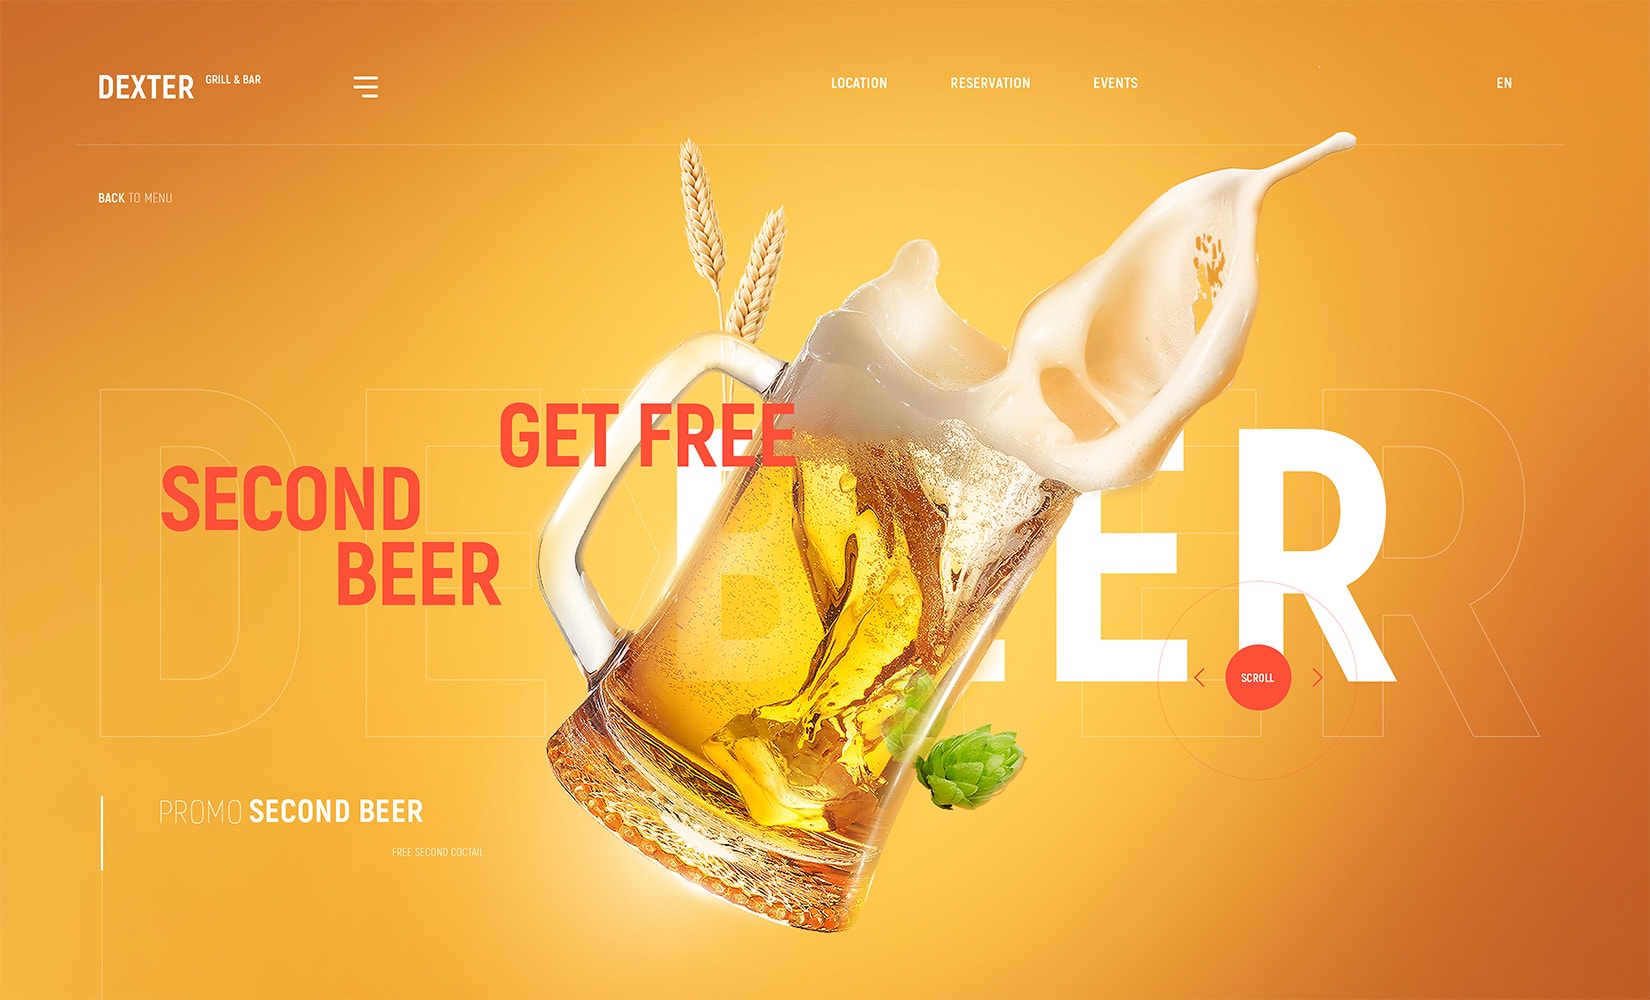 DEXTER GRILL & BAR
LOCATION RESERVATION EVENTS EN
BACK TO MENU
DEXTER
GET FREE
SECOND
BEER
BEER
SCROLL
PROMO SECOND BEER
FREE SECOND COCTAIL